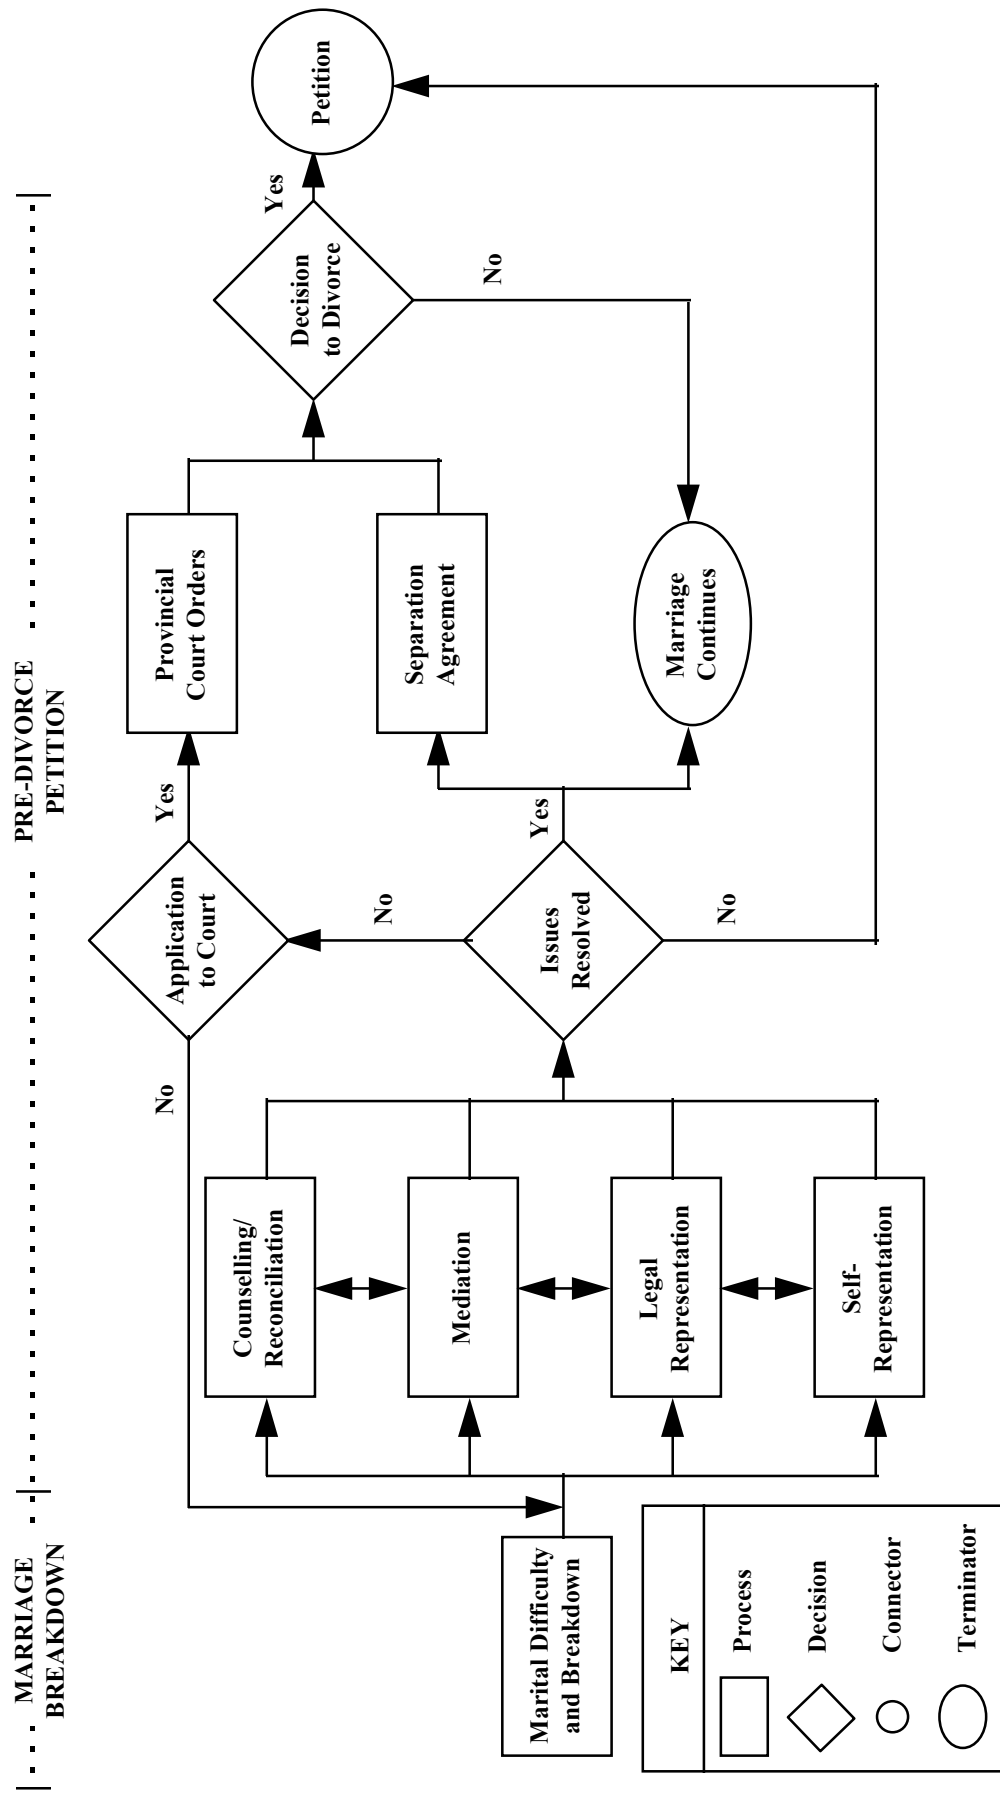 MARRIAGE
BREAKDOWN
PRE-DIVORCE
PETITION
Marital Difficulty
and Breakdown
Counselling/
Reconciliation
Mediation
Legal
Representation
Self-
Representation
No
Application
to Court
Yes
No
Issues
Resolved
Yes
No
Provincial
Court Orders
Separation
Agreement
Marriage
Continues
Decision
to Divorce
Yes
No
Petition
KEY
Process
Decision
Connector
Terminator